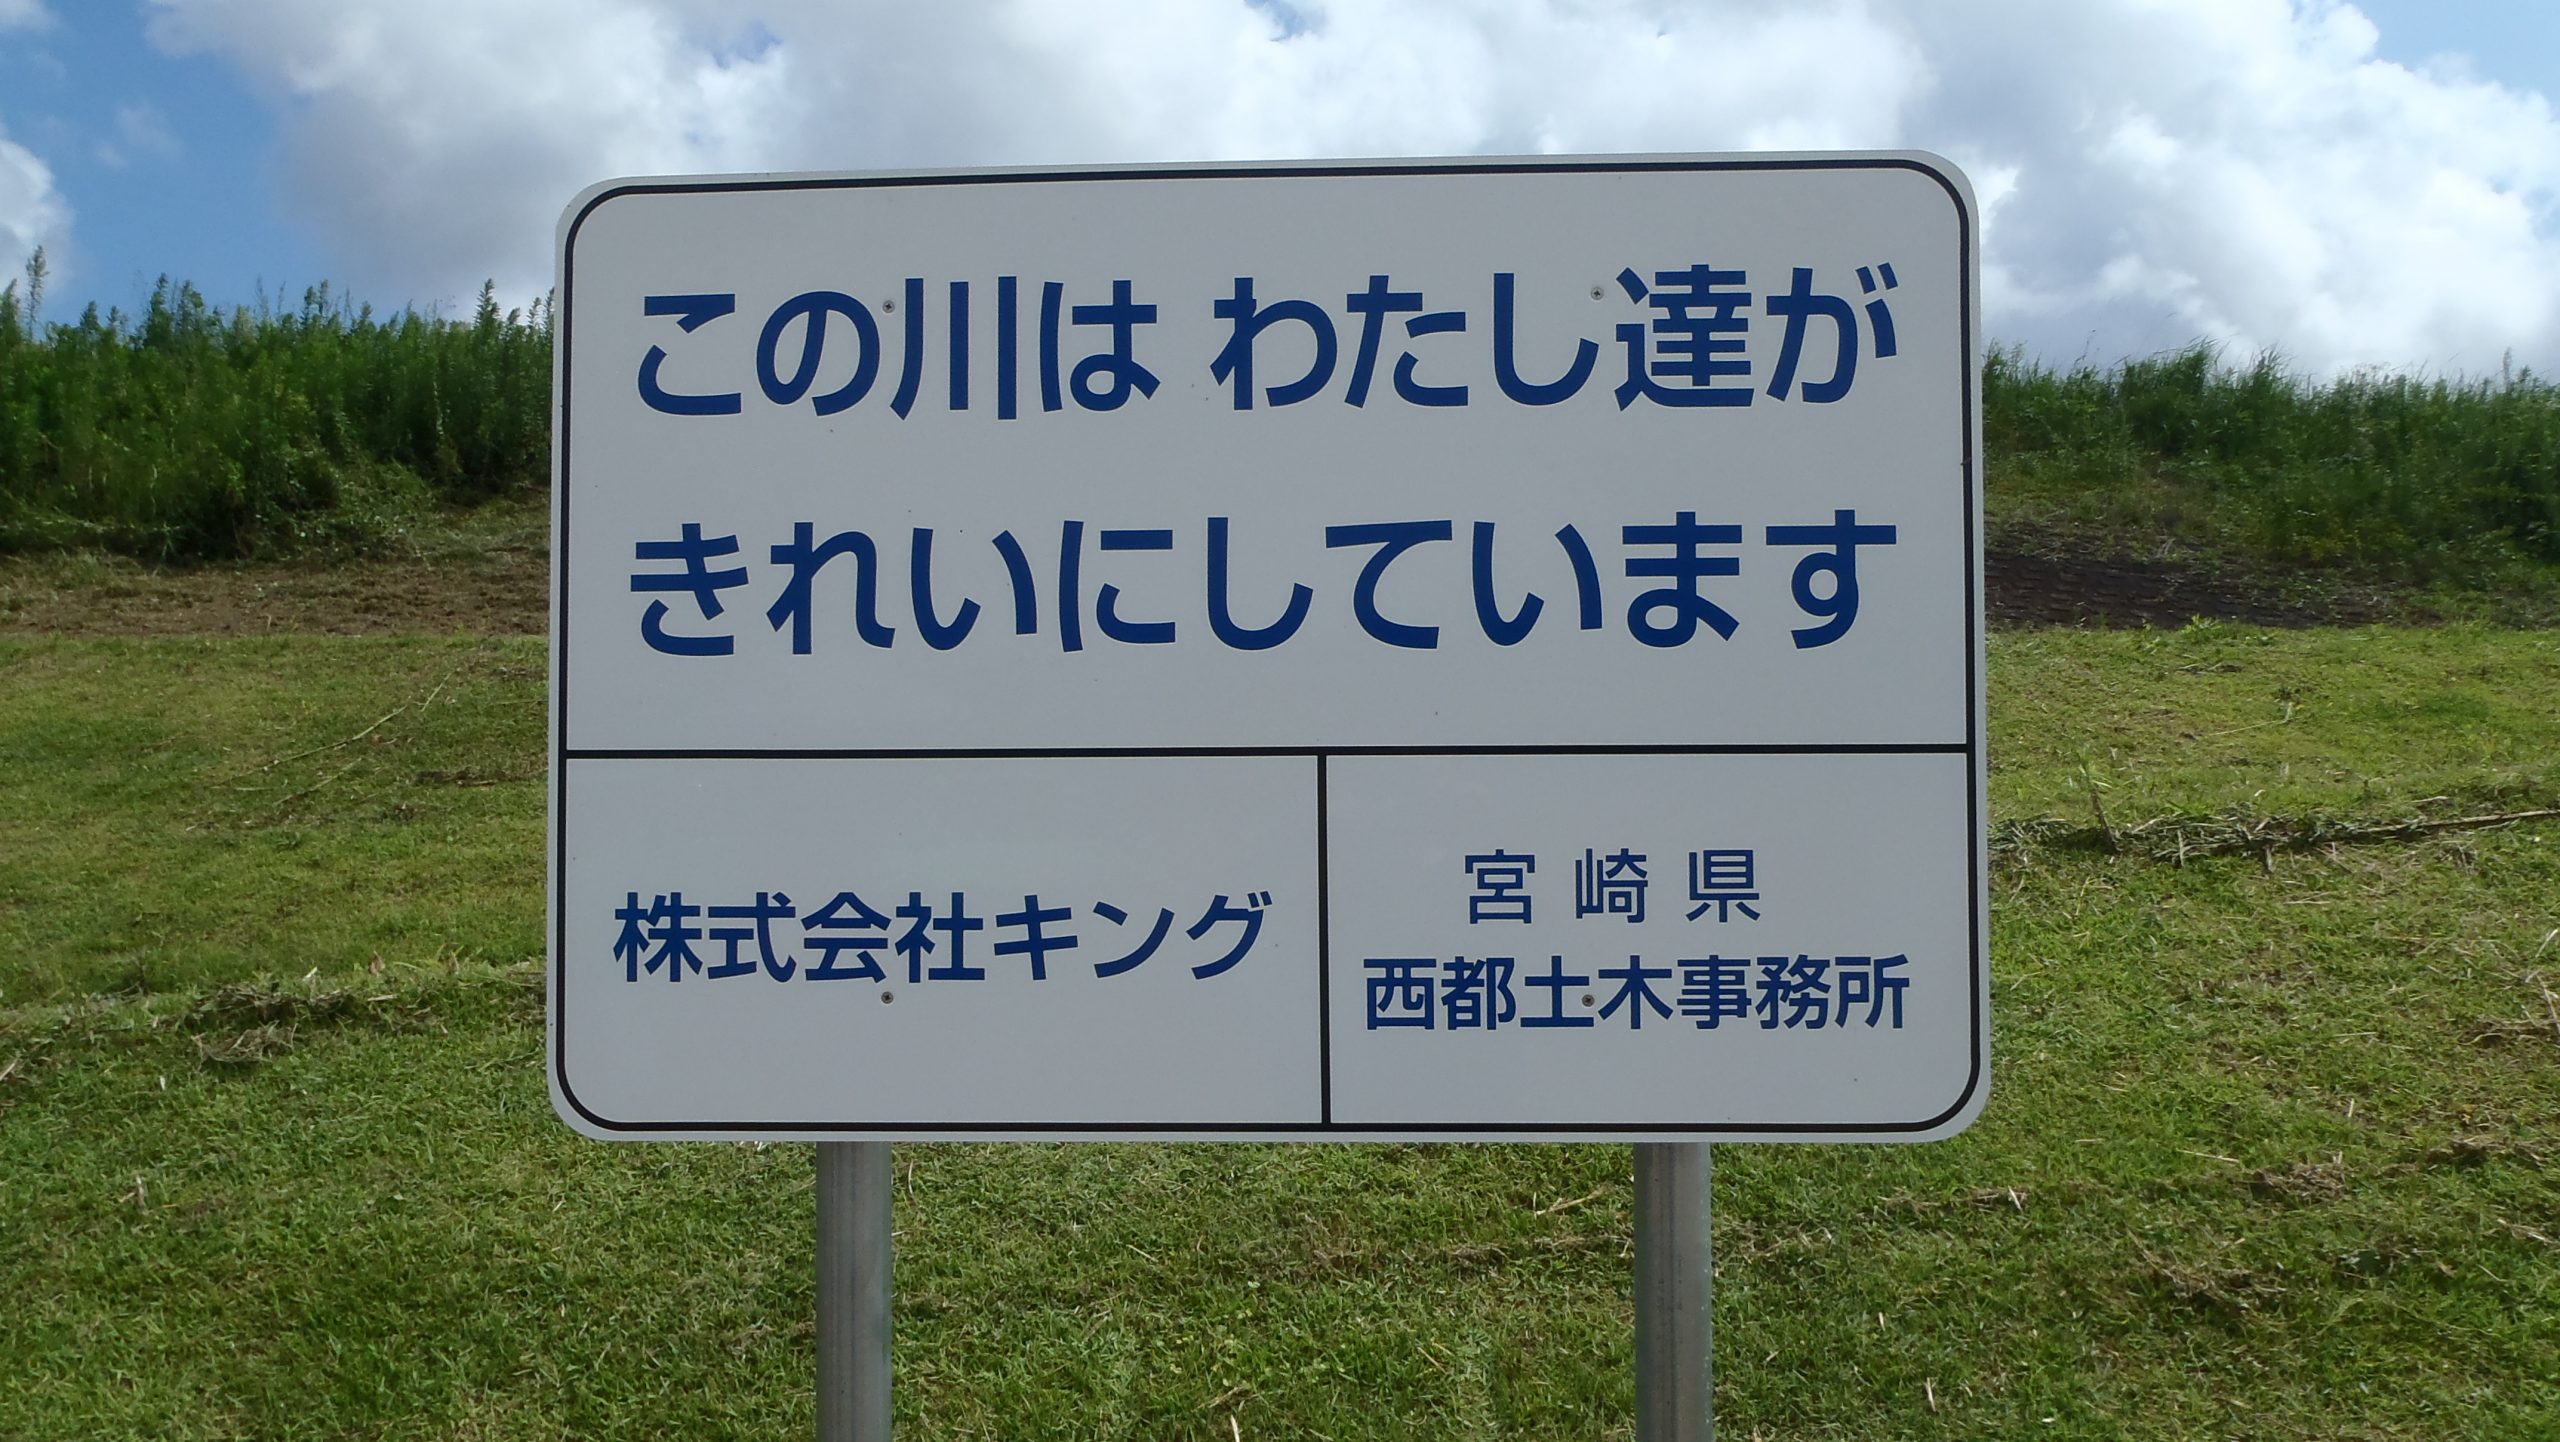 この川は わたし達が
きれいにしています
株式会社キング
宮崎県
西都土木事務所